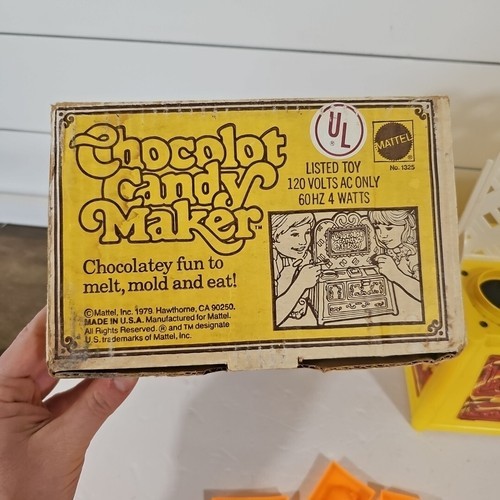 Chocolot
Candy
Maker™
Chocolatey fun to
melt, mold and eat!
©Mattel, Inc. 1979. Hawthorne, CA 90250.
MADE IN U.S.A. Manufactured for Mattel.
All Rights Reserved. ® and TM designate
U.S. trademarks of Mattel, Inc.
UL
®
LISTED TOY
120 VOLTS AC ONLY
60HZ 4 WATTS
MATTEL
®
No. 1325